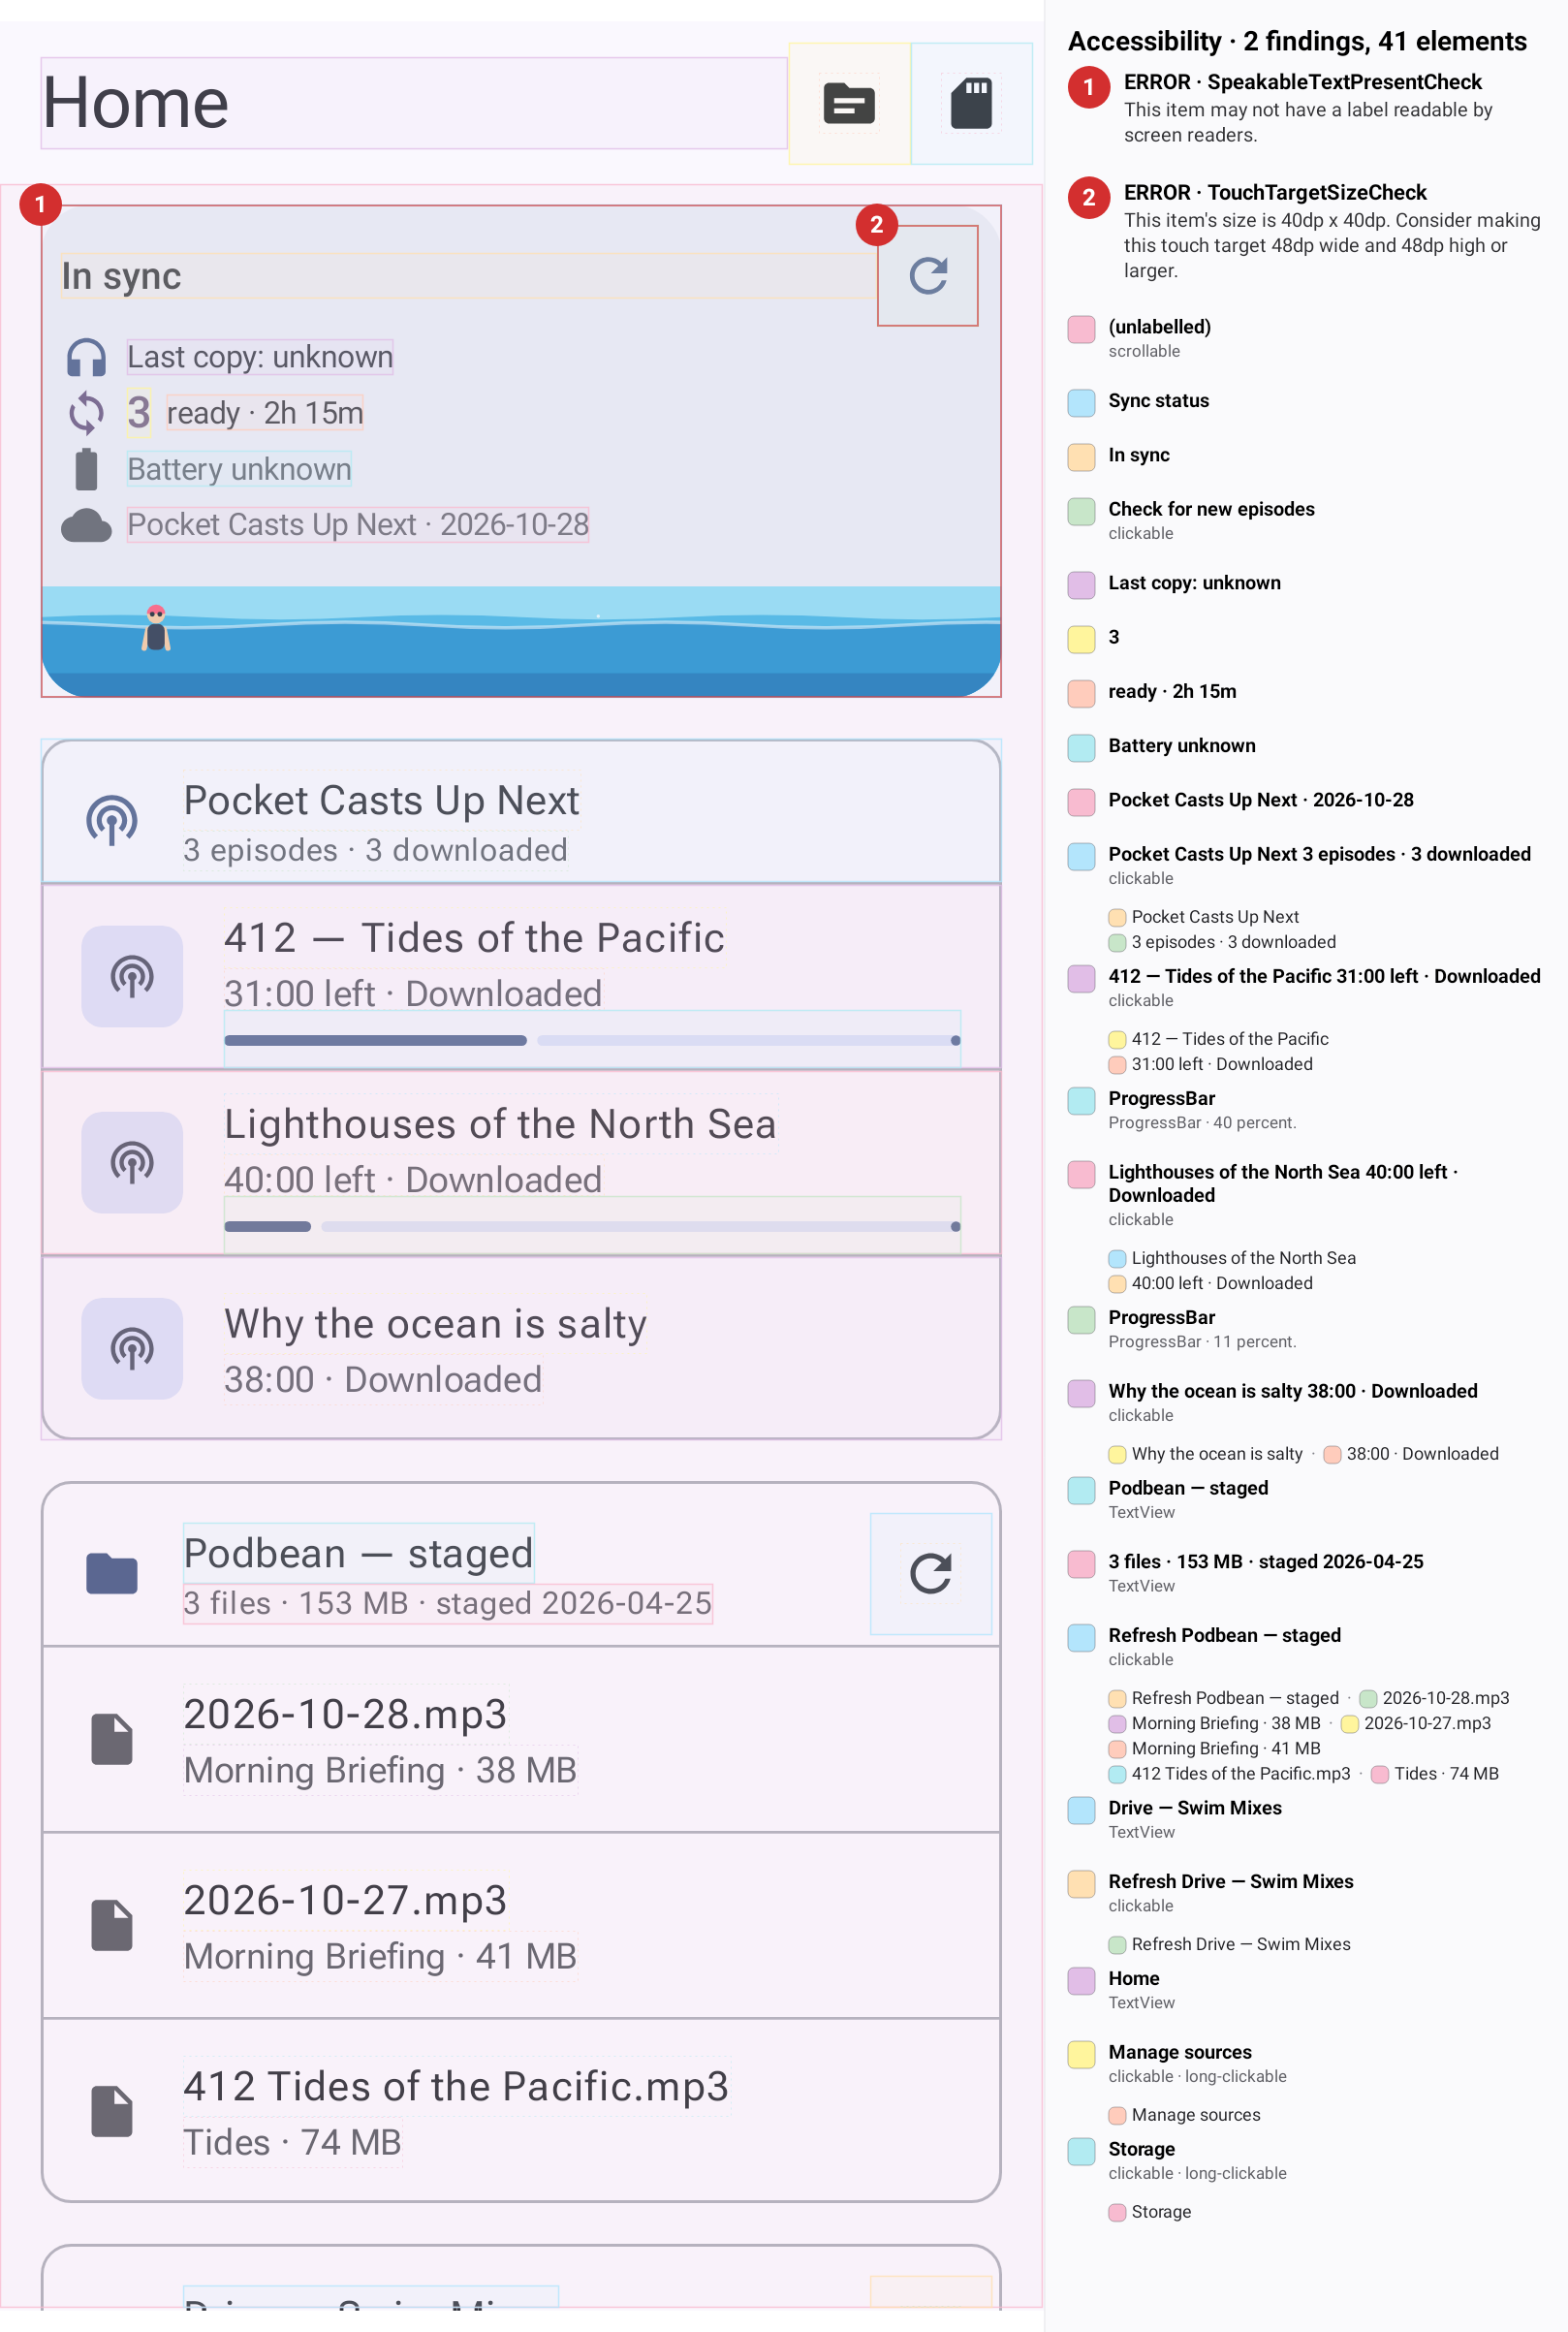 Home
1
2
In sync
Last copy: unknown
3 ready · 2h 15m
Battery unknown
Pocket Casts Up Next · 2026-10-28
Pocket Casts Up Next
3 episodes · 3 downloaded
412 — Tides of the Pacific
31:00 left · Downloaded
Lighthouses of the North Sea
40:00 left · Downloaded
Why the ocean is salty
38:00 · Downloaded
Podbean — staged
3 files · 153 MB · staged 2026-04-25
2026-10-28.mp3
Morning Briefing · 38 MB
2026-10-27.mp3
Morning Briefing · 41 MB
412 Tides of the Pacific.mp3
Tides · 74 MB
Accessibility · 2 findings, 41 elements
1 ERROR · SpeakableTextPresentCheck
This item may not have a label readable by
screen readers.
2 ERROR · TouchTargetSizeCheck
This item's size is 40dp x 40dp. Consider making
this touch target 48dp wide and 48dp high or
larger.
(unlabelled)
scrollable
Sync status
In sync
Check for new episodes
clickable
Last copy: unknown
3
ready · 2h 15m
Battery unknown
Pocket Casts Up Next · 2026-10-28
Pocket Casts Up Next 3 episodes · 3 downloaded
clickable
Pocket Casts Up Next
3 episodes · 3 downloaded
412 — Tides of the Pacific 31:00 left · Downloaded
clickable
412 — Tides of the Pacific
31:00 left · Downloaded
ProgressBar
ProgressBar · 40 percent.
Lighthouses of the North Sea 40:00 left ·
Downloaded
clickable
Lighthouses of the North Sea
40:00 left · Downloaded
ProgressBar
ProgressBar · 11 percent.
Why the ocean is salty 38:00 · Downloaded
clickable
Why the ocean is salty · 38:00 · Downloaded
Podbean — staged
TextView
3 files · 153 MB · staged 2026-04-25
TextView
Refresh Podbean — staged
clickable
Refresh Podbean — staged · 2026-10-28.mp3
Morning Briefing · 38 MB · 2026-10-27.mp3
Morning Briefing · 41 MB
412 Tides of the Pacific.mp3 · Tides · 74 MB
Drive — Swim Mixes
TextView
Refresh Drive — Swim Mixes
clickable
Refresh Drive — Swim Mixes
Home
TextView
Manage sources
clickable · long-clickable
Manage sources
Storage
clickable · long-clickable
Storage